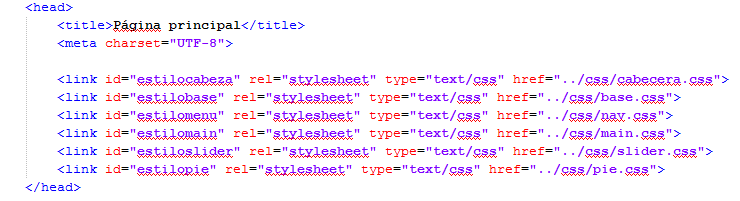 <head>
<title>Página principal</title>
<meta charset="UTF-8">
<link id="estilocabeza" rel="stylesheet" type="text/css" href="../css/cabecera.css">
<link id="estilobase" rel="stylesheet" type="text/css" href="../css/base.css">
<link id="estilomenu" rel="stylesheet" type="text/css" href="../css/nav.css">
<link id="estilomain" rel="stylesheet" type="text/css" href="../css/main.css">
<link id="estiloslider" rel="stylesheet" type="text/css" href="../css/slider.css">
<link id="estilopie" rel="stylesheet" type="text/css" href="../css/pie.css">
</head>